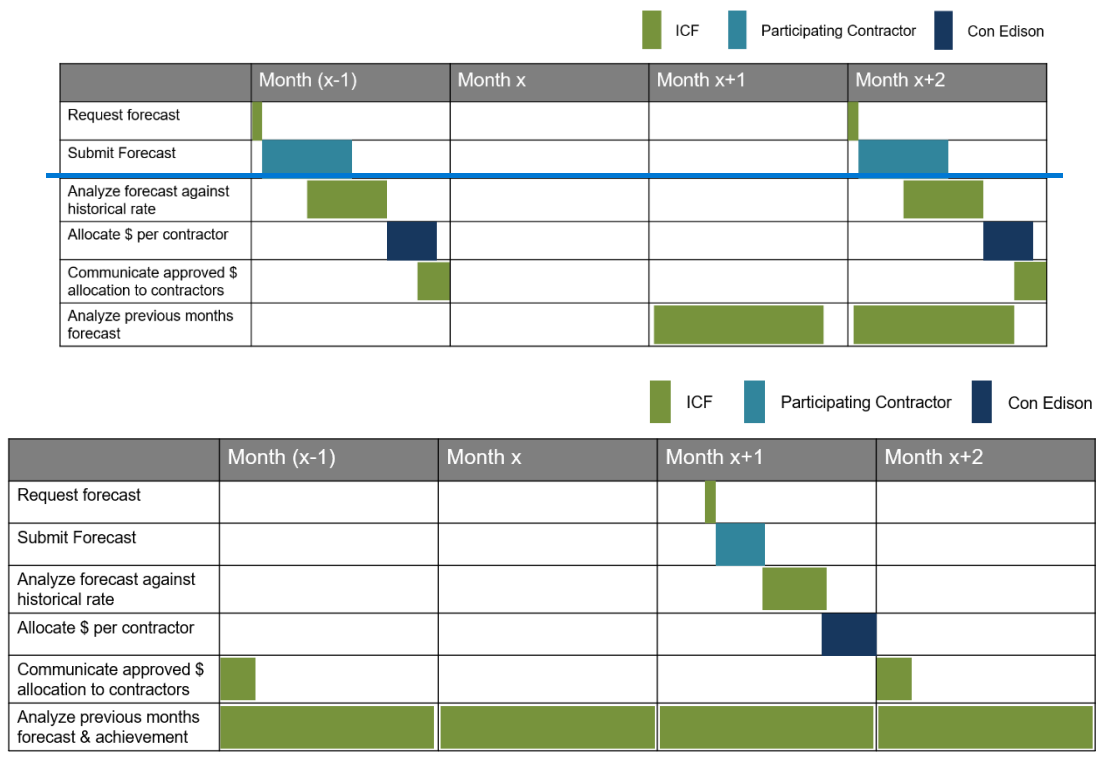 ICF Participating Contractor Con Edison
Month (x-1) Month x Month x+1 Month x+2
Request forecast
Submit Forecast
Analyze forecast against
historical rate
Allocate $ per contractor
Communicate approved $
allocation to contractors
Analyze previous months
forecast
ICF Participating Contractor Con Edison
Month (x-1) Month x Month x+1 Month x+2
Request forecast
Submit Forecast
Analyze forecast against
historical rate
Allocate $ per contractor
Communicate approved $
allocation to contractors
Analyze previous months
forecast & achievement